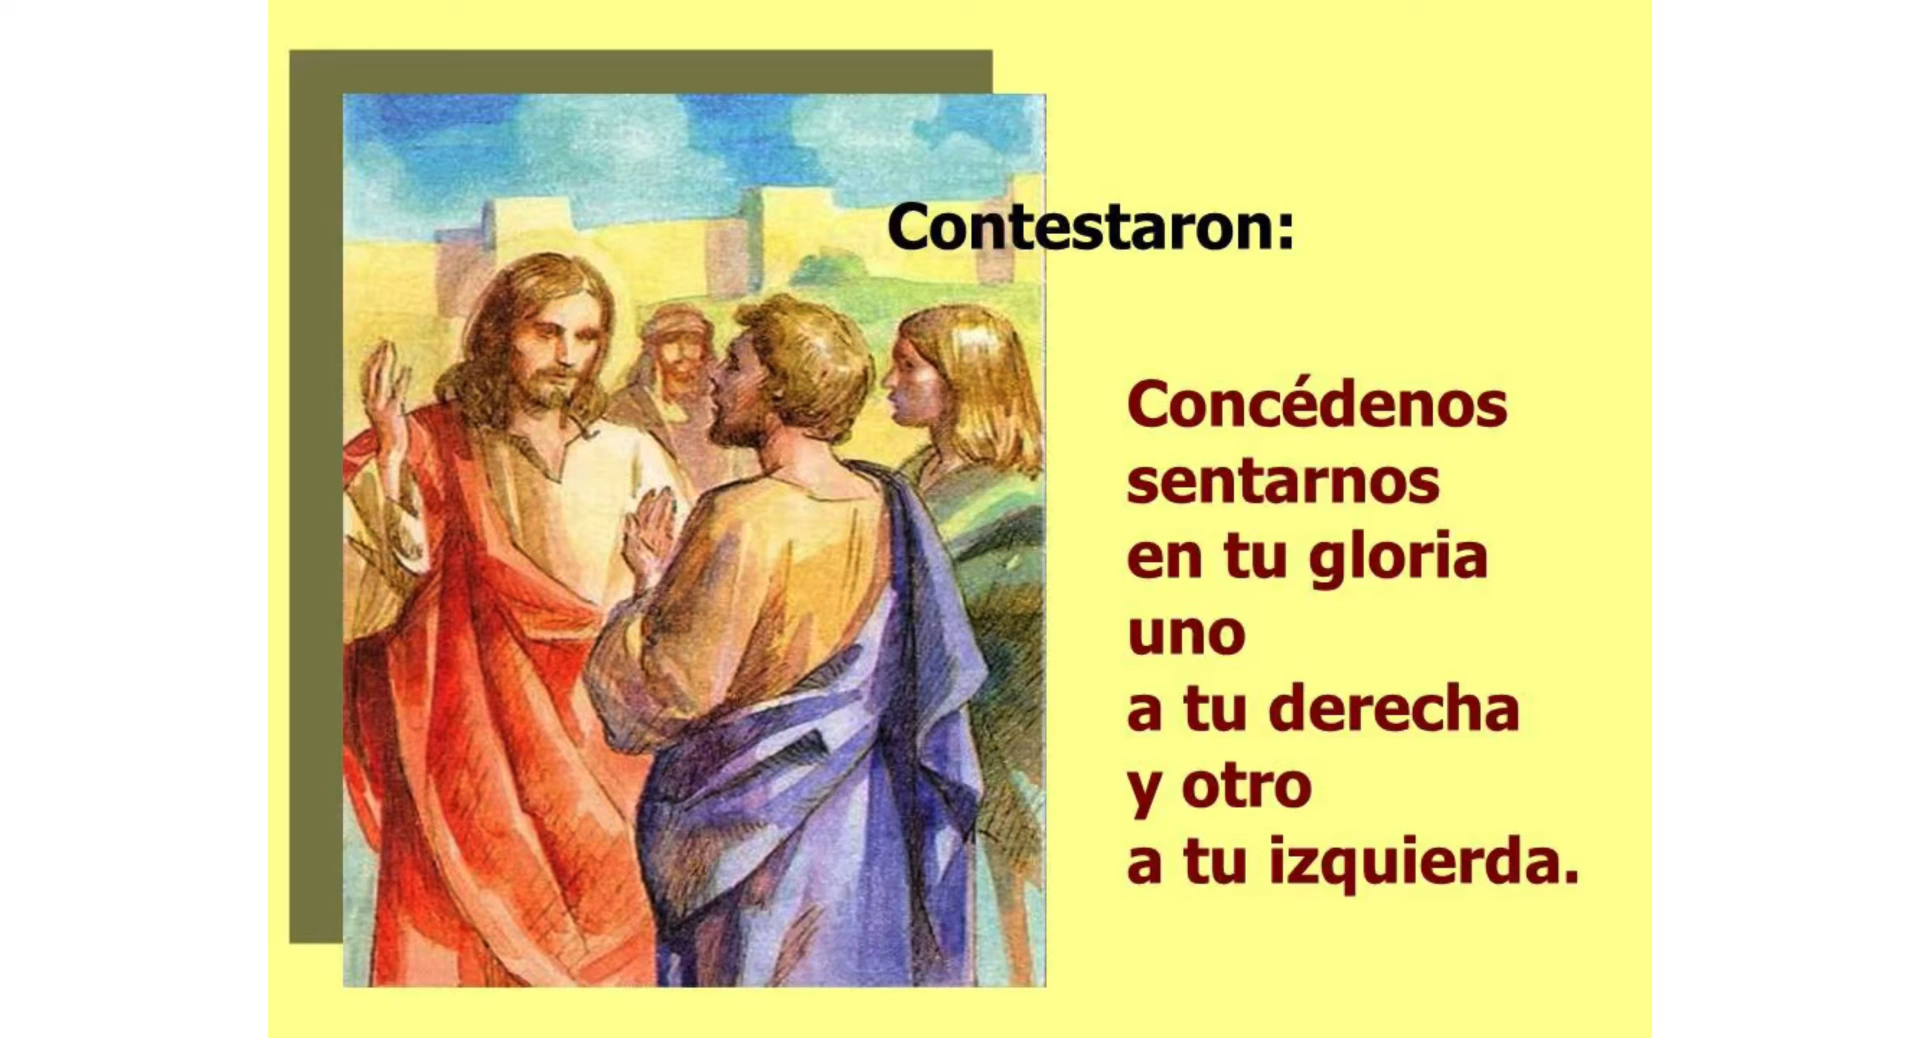 Contestaron:
Concédenos
sentarnos
en tu gloria
uno
a tu derecha
y otro
a tu izquierda.